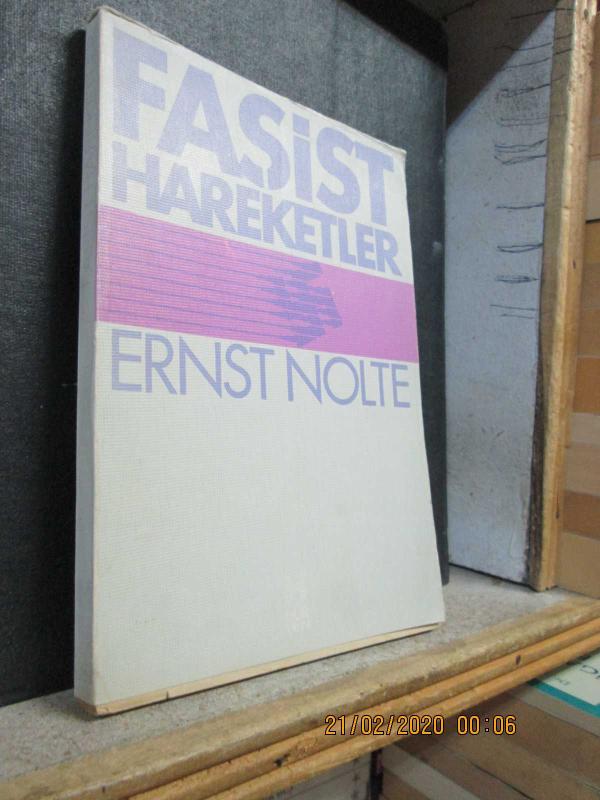 FAŞİST
HAREKETLER
ERNST NOLTE
21/02/2020 00:06